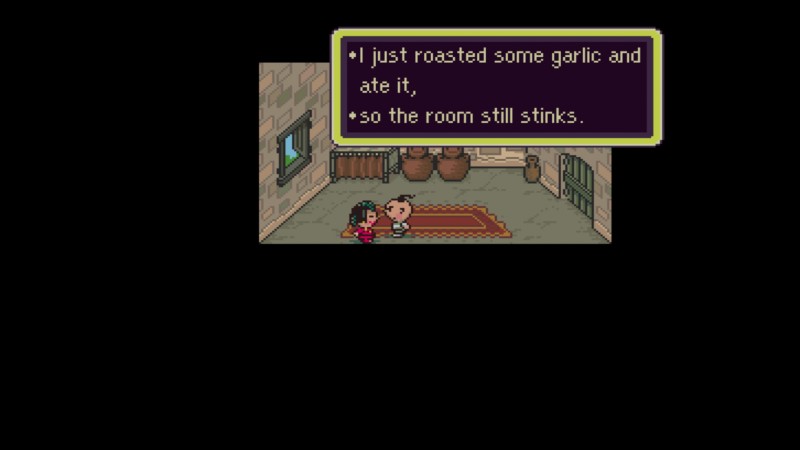 •I just roasted some garlic and
ate it,
•so the room still stinks.